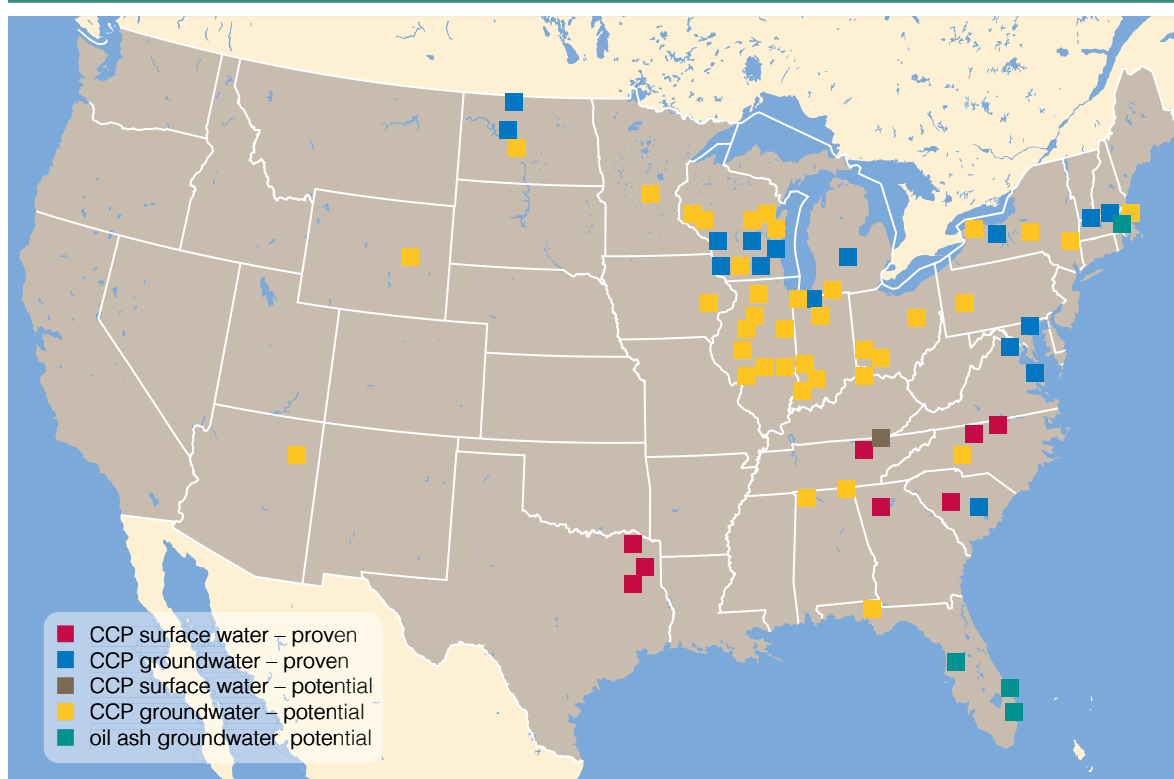 CCP surface water – proven
CCP groundwater – proven
CCP surface water – potential
CCP groundwater – potential
oil ash groundwater potential